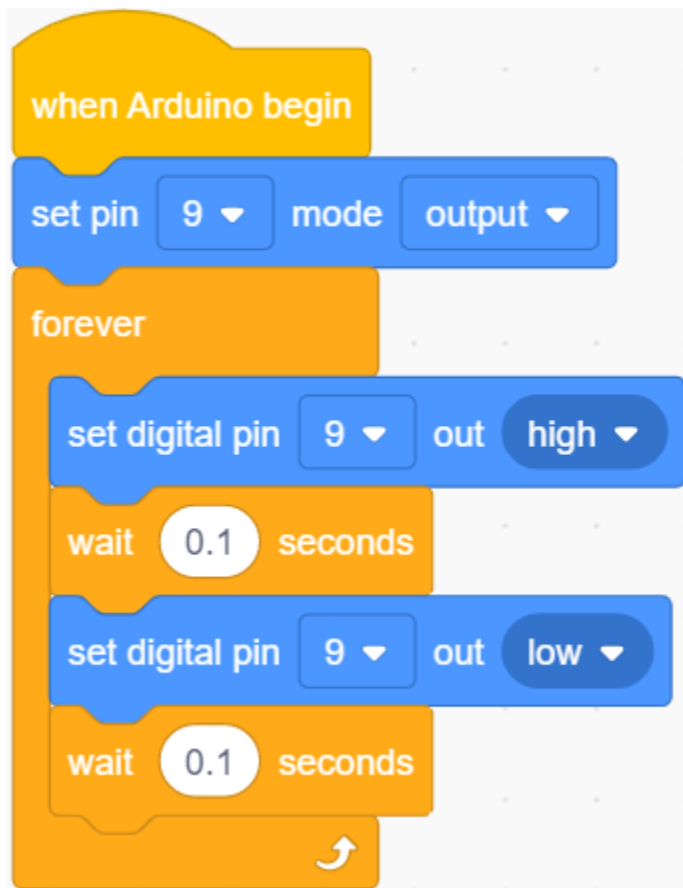 when Arduino begin
set pin 9 mode output
forever
set digital pin 9 out high
wait 0.1 seconds
set digital pin 9 out low
wait 0.1 seconds